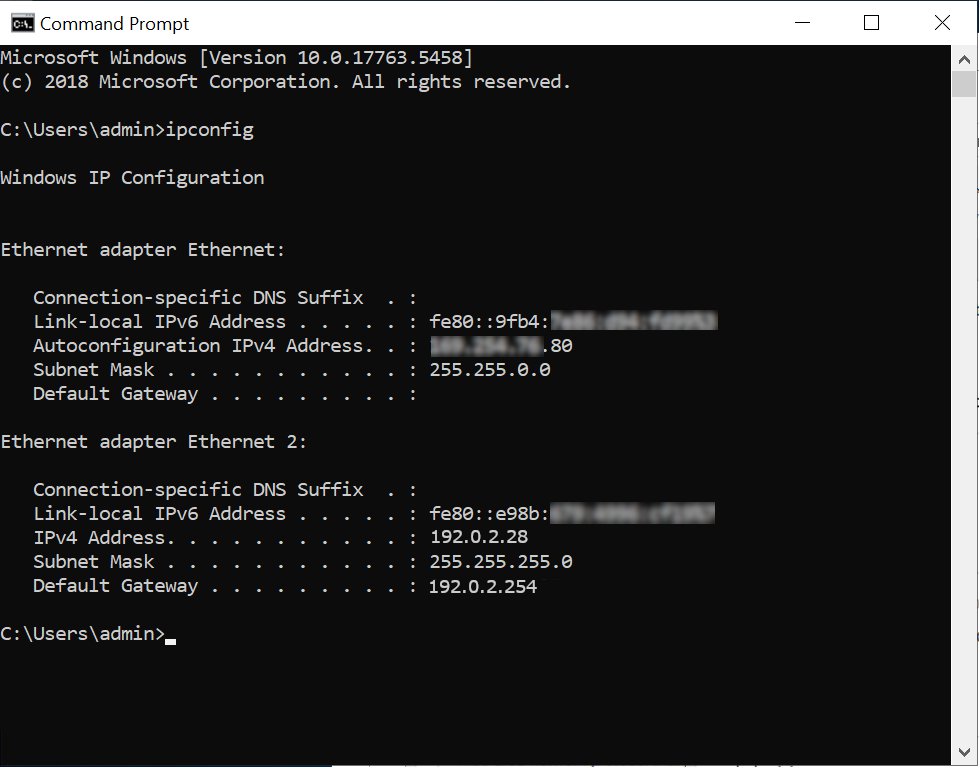 Command Prompt
Microsoft Windows [Version 10.0.17763.5458]
(c) 2018 Microsoft Corporation. All rights reserved.
C:\Users\admin>ipconfig
Windows IP Configuration
Ethernet adapter Ethernet:
Connection-specific DNS Suffix . :
Link-local IPv6 Address . . . . . : fe80::9fb4:
Autoconfiguration IPv4 Address. . : .80
Subnet Mask . . . . . . . . . . . : 255.255.0.0
Default Gateway . . . . . . . . . :
Ethernet adapter Ethernet 2:
Connection-specific DNS Suffix . :
Link-local IPv6 Address . . . . . : fe80::e98b:
IPv4 Address. . . . . . . . . . . : 192.0.2.28
Subnet Mask . . . . . . . . . . . : 255.255.255.0
Default Gateway . . . . . . . . . : 192.0.2.254
C:\Users\admin>